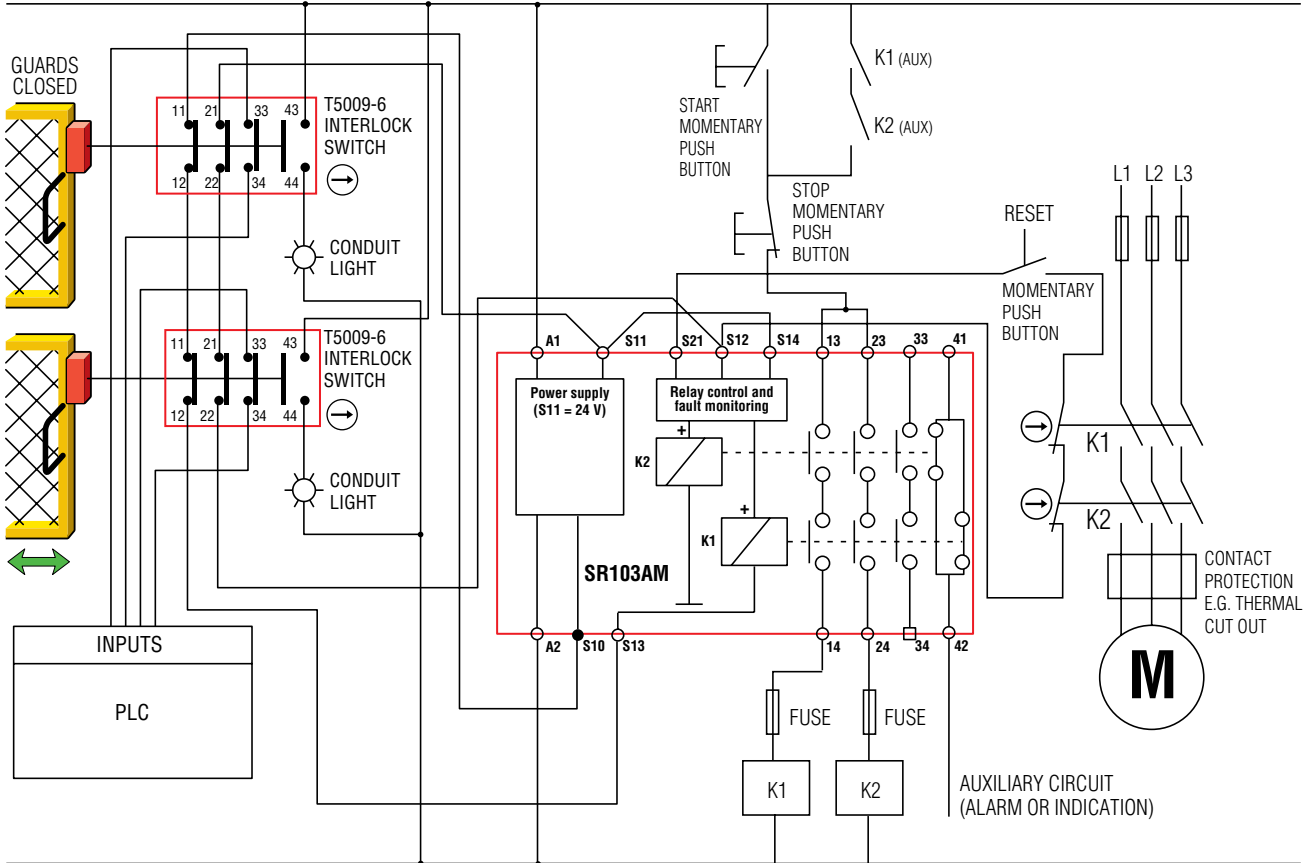 GUARDS
CLOSED
11 21 33 43
12 22 34 44
T5009-6
INTERLOCK
SWITCH
CONDUIT
LIGHT
11 21 33 43
12 22 34 44
T5009-6
INTERLOCK
SWITCH
CONDUIT
LIGHT
INPUTS
PLC
START
MOMENTARY
PUSH
BUTTON
K1 (AUX)
K2 (AUX)
STOP
MOMENTARY
PUSH
BUTTON
RESET
MOMENTARY
PUSH
BUTTON
L1 L2 L3
A1 S11 S21 S12 S14 13 23 33 41
Power supply
(S11 = 24 V)
Relay control and
fault monitoring
+
K2
+
K1
SR103AM
A2 S10 S13 14 24 34 42
K1
K2
CONTACT
PROTECTION
E.G. THERMAL
CUT OUT
M
FUSE
FUSE
K1
K2
AUXILIARY CIRCUIT
(ALARM OR INDICATION)